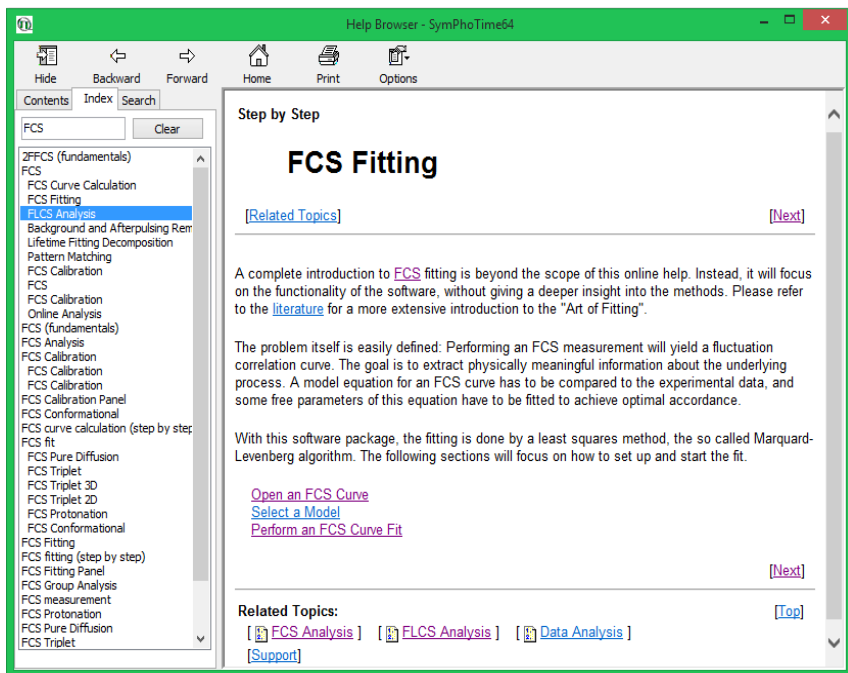 Help Browser - SymPhoTime64
Hide Backward Forward Home Print Options
Contents Index Search
FCS Clear
2FFCS (fundamentals)
FCS
FCS Curve Calculation
FCS Fitting
FLCS Analysis
Background and Afterpulsing Rem
Lifetime Fitting Decomposition
Pattern Matching
FCS Calibration
FCS
FCS Calibration
Online Analysis
FCS (fundamentals)
FCS Analysis
FCS Calibration
FCS Calibration
FCS Calibration
FCS Calibration Panel
FCS Conformational
FCS curve calculation (step by step
FCS fit
FCS Pure Diffusion
FCS Triplet
FCS Triplet 3D
FCS Triplet 2D
FCS Protonation
FCS Conformational
FCS Fitting
FCS fitting (step by step)
FCS Fitting Panel
FCS Group Analysis
FCS measurement
FCS Protonation
FCS Pure Diffusion
FCS Triplet
Step by Step
FCS Fitting
[Related Topics] [Next]
A complete introduction to FCS fitting is beyond the scope of this online help. Instead, it will focus
on the functionality of the software, without giving a deeper insight into the methods. Please refer
to the literature for a more extensive introduction to the "Art of Fitting".
The problem itself is easily defined: Performing an FCS measurement will yield a fluctuation
correlation curve. The goal is to extract physically meaningful information about the underlying
process. A model equation for an FCS curve has to be compared to the experimental data, and
some free parameters of this equation have to be fitted to achieve optimal accordance.
With this software package, the fitting is done by a least squares method, the so called Marquard-
Levenberg algorithm. The following sections will focus on how to set up and start the fit.
Open an FCS Curve
Select a Model
Perform an FCS Curve Fit
[Next]
Related Topics: [Top]
[ FCS Analysis ] [ FLCS Analysis ] [ Data Analysis ]
[Support]